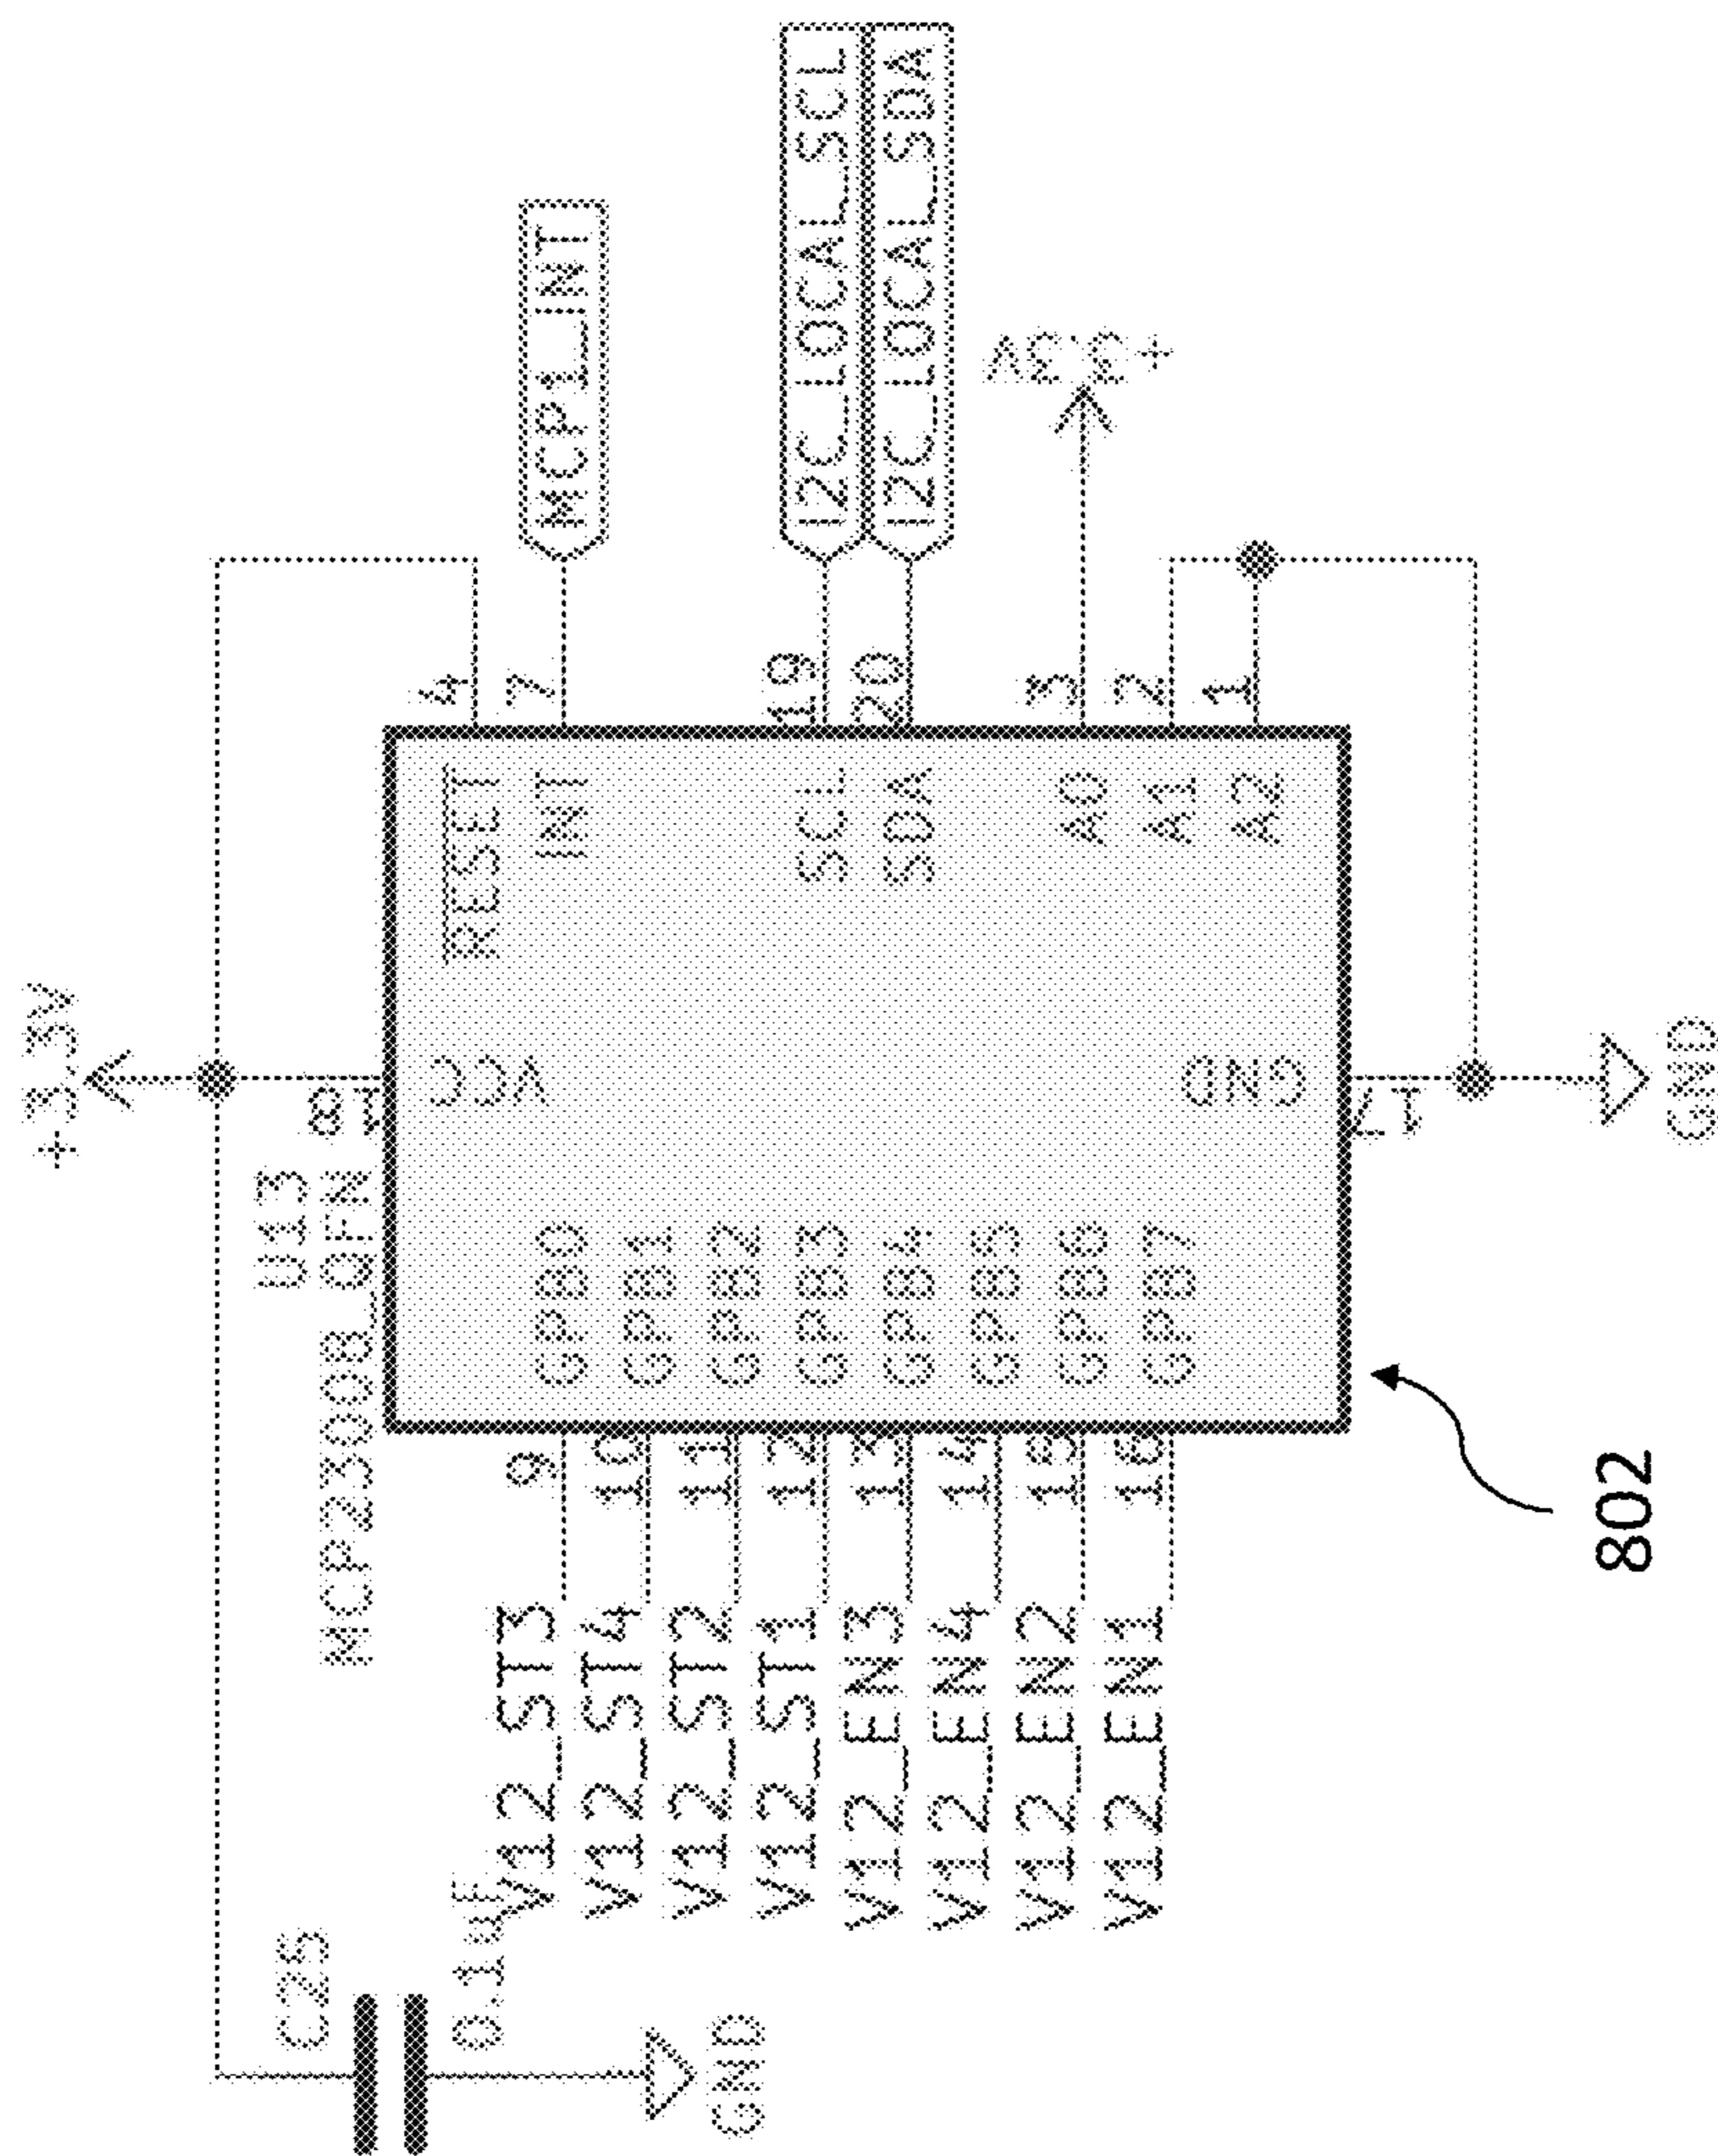 +3.3V
U13
MCP23008_QFN
18
VCC
C25
0.1uF
GND
V12_ST3 9 GPB0
V12_ST4 10 GPB1
V12_ST2 11 GPB2
V12_ST1 12 GPB3
V12_EN3 13 GPB4
V12_EN4 14 GPB5
V12_EN2 15 GPB6
V12_EN1 16 GPB7
RESET 4
INT 7 MCP1_INT
SCL 19 I2C_LOCAL_SCL
SDA 20 I2C_LOCAL_SDA
A0 3 +3.3V
A1 2
A2 1
GND
17
GND
802